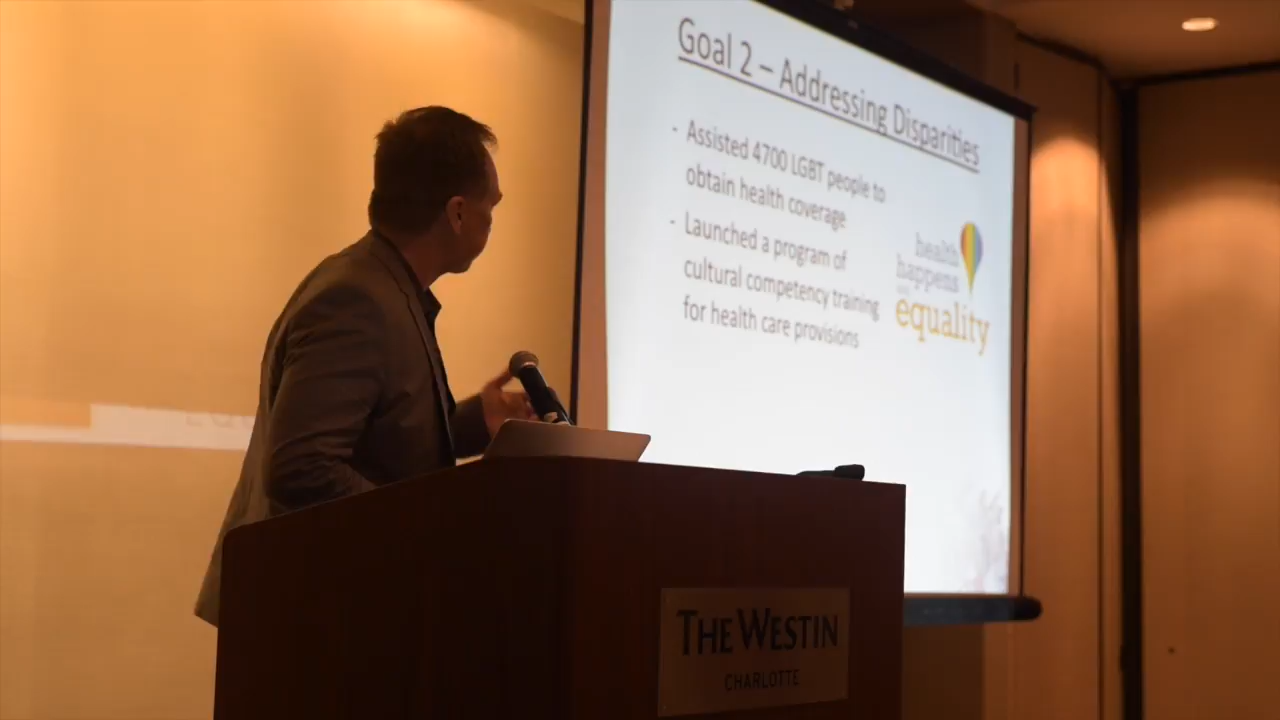 Goal 2 – Addressing Disparities
- Assisted 4700 LGBT people to
obtain health coverage
- Launched a program of
cultural competency training
for health care provisions
health
happens
equality
THE WESTIN
CHARLOTTE